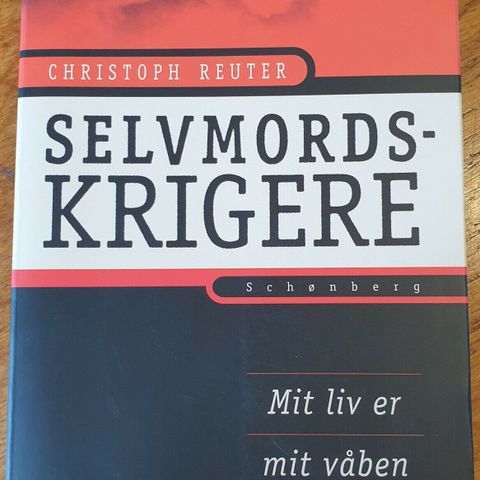 CHRISTOPH REUTER
SELVMORDS-
KRIGERE
Schønberg
Mit liv er
mit våben